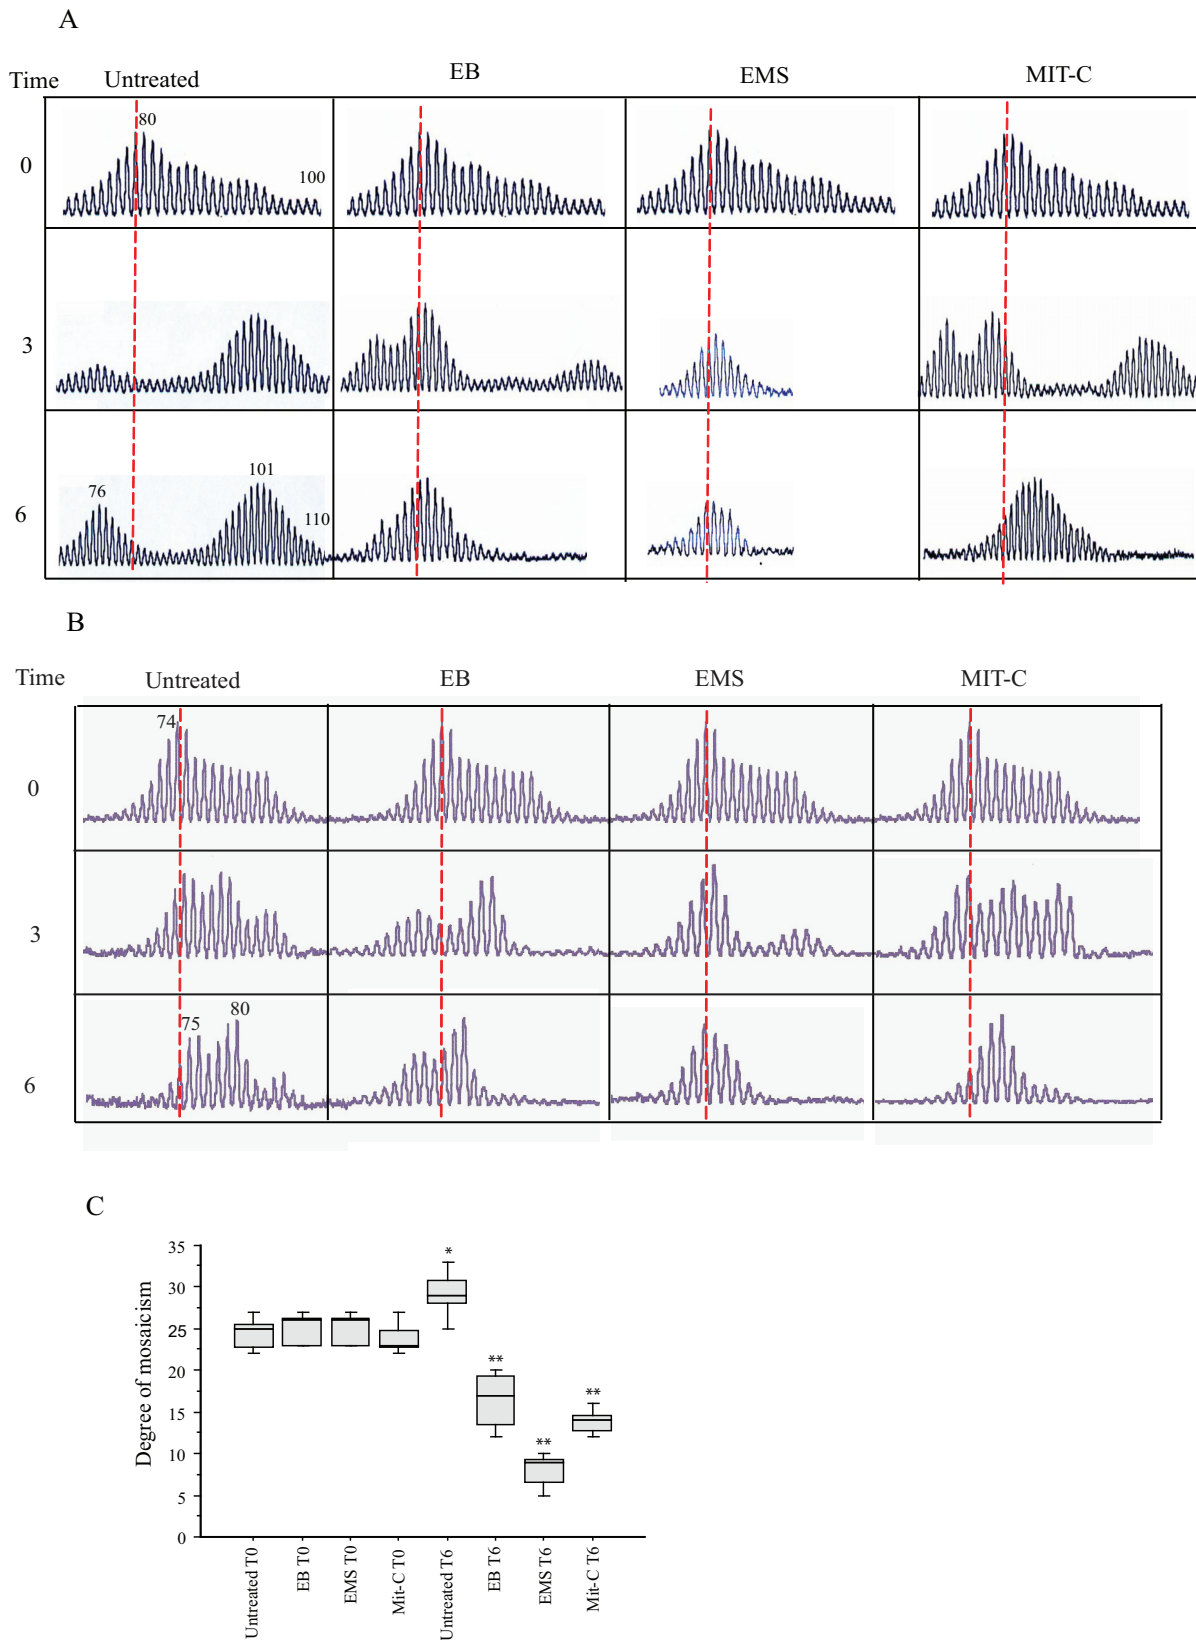 A
Time Untreated EB EMS MIT-C
0 80 100
3
6 76 101 110
B
Time Untreated EB EMS MIT-C
0 74
3
6 75 80
C
Degree of mosaicism
35
30
25
20
15
10
5
0
*
**
**
**
Untreated T0
EB T0
EMS T0
Mit-C T0
Untreated T6
EB T6
EMS T6
Mit-C T6